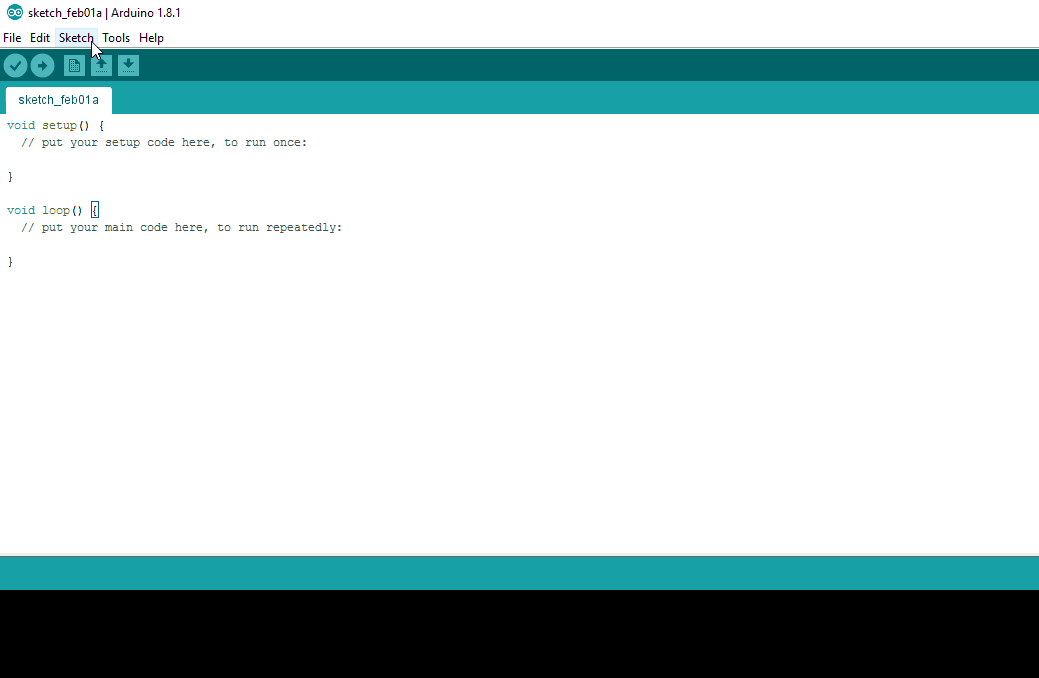 sketch_feb01a | Arduino 1.8.1
File Edit Sketch Tools Help
sketch_feb01a
void setup() {
  // put your setup code here, to run once:
}
void loop() {
  // put your main code here, to run repeatedly:
}